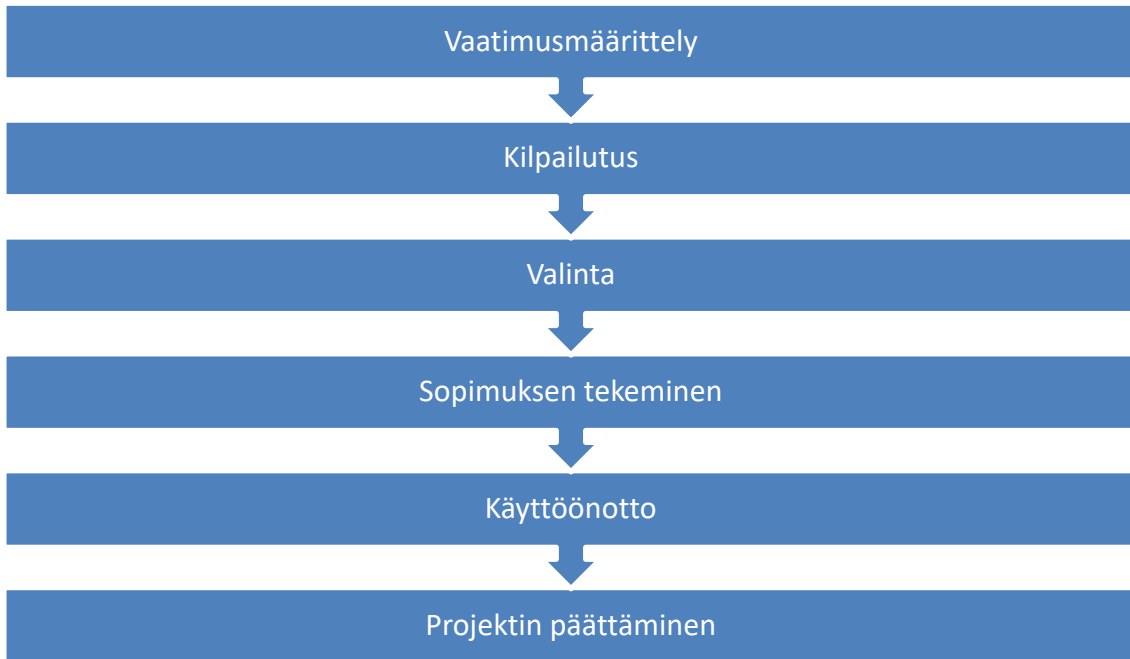 Vaatimusmäärittely
Kilpailutus
Valinta
Sopimuksen tekeminen
Käyttöönotto
Projektin päättäminen